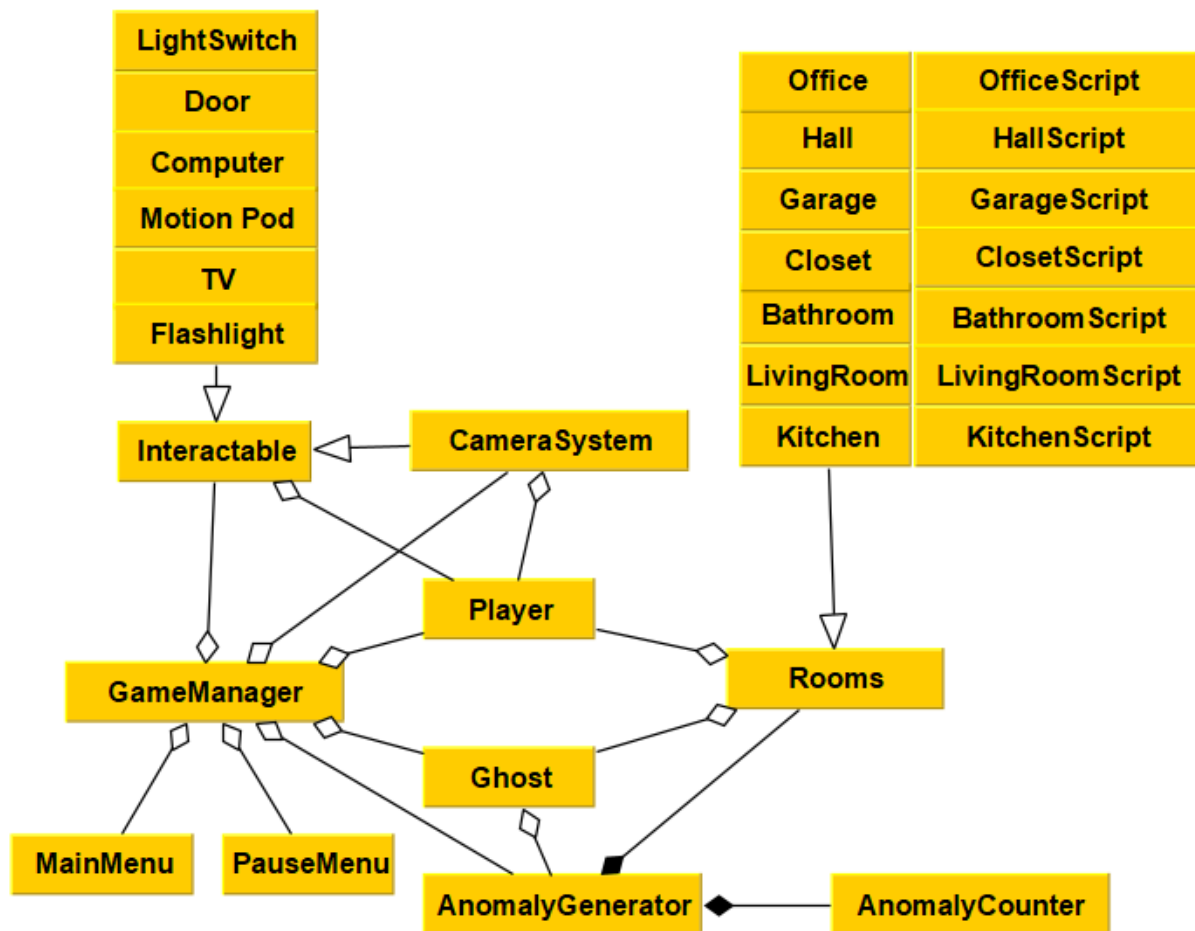 LightSwitch
Door
Computer
Motion Pod
TV
Flashlight
Office OfficeScript
Hall HallScript
Garage GarageScript
Closet ClosetScript
Bathroom BathroomScript
LivingRoom LivingRoomScript
Kitchen KitchenScript
Interactable
CameraSystem
Player
GameManager
Rooms
Ghost
MainMenu
PauseMenu
AnomalyGenerator
AnomalyCounter